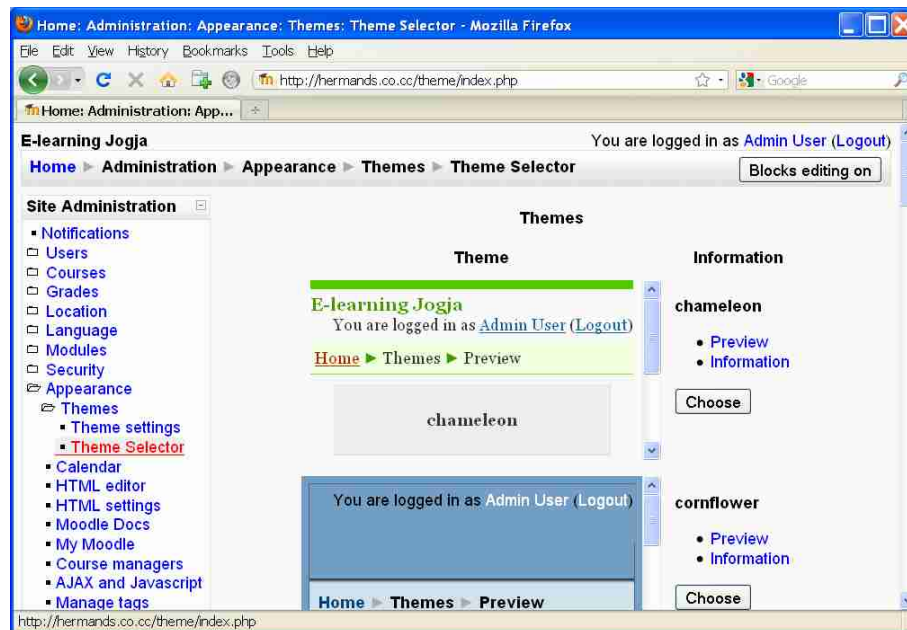 Home: Administration: Appearance: Themes: Theme Selector - Mozilla Firefox
File Edit View History Bookmarks Tools Help
http://hermands.co.cc/theme/index.php
Google
Home: Administration: App...
E-learning Jogja
You are logged in as Admin User (Logout)
Home ► Administration ► Appearance ► Themes ► Theme Selector
Blocks editing on
Site Administration
Notifications
Users
Courses
Grades
Location
Language
Modules
Security
Appearance
Themes
Theme settings
Theme Selector
Calendar
HTML editor
HTML settings
Moodle Docs
My Moodle
Course managers
AJAX and Javascript
Manage tags
Themes
Theme
Information
E-learning Jogja
You are logged in as Admin User (Logout)
Home ► Themes ► Preview
chameleon
chameleon
• Preview
• Information
Choose
You are logged in as Admin User (Logout)
Home ► Themes ► Preview
cornflower
• Preview
• Information
Choose
http://hermands.co.cc/theme/index.php